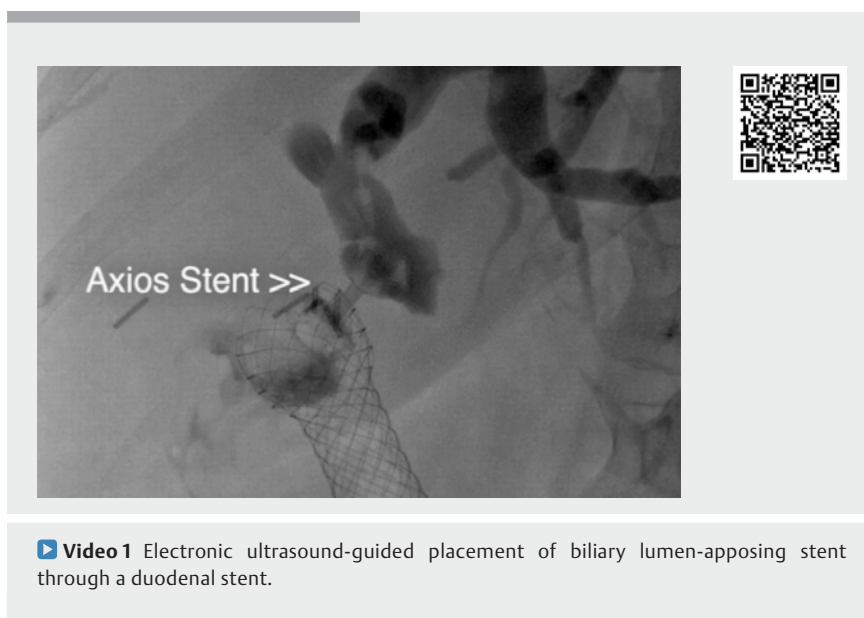 Axios Stent >>
Video 1 Electronic ultrasound-guided placement of biliary lumen-apposing stent
through a duodenal stent.